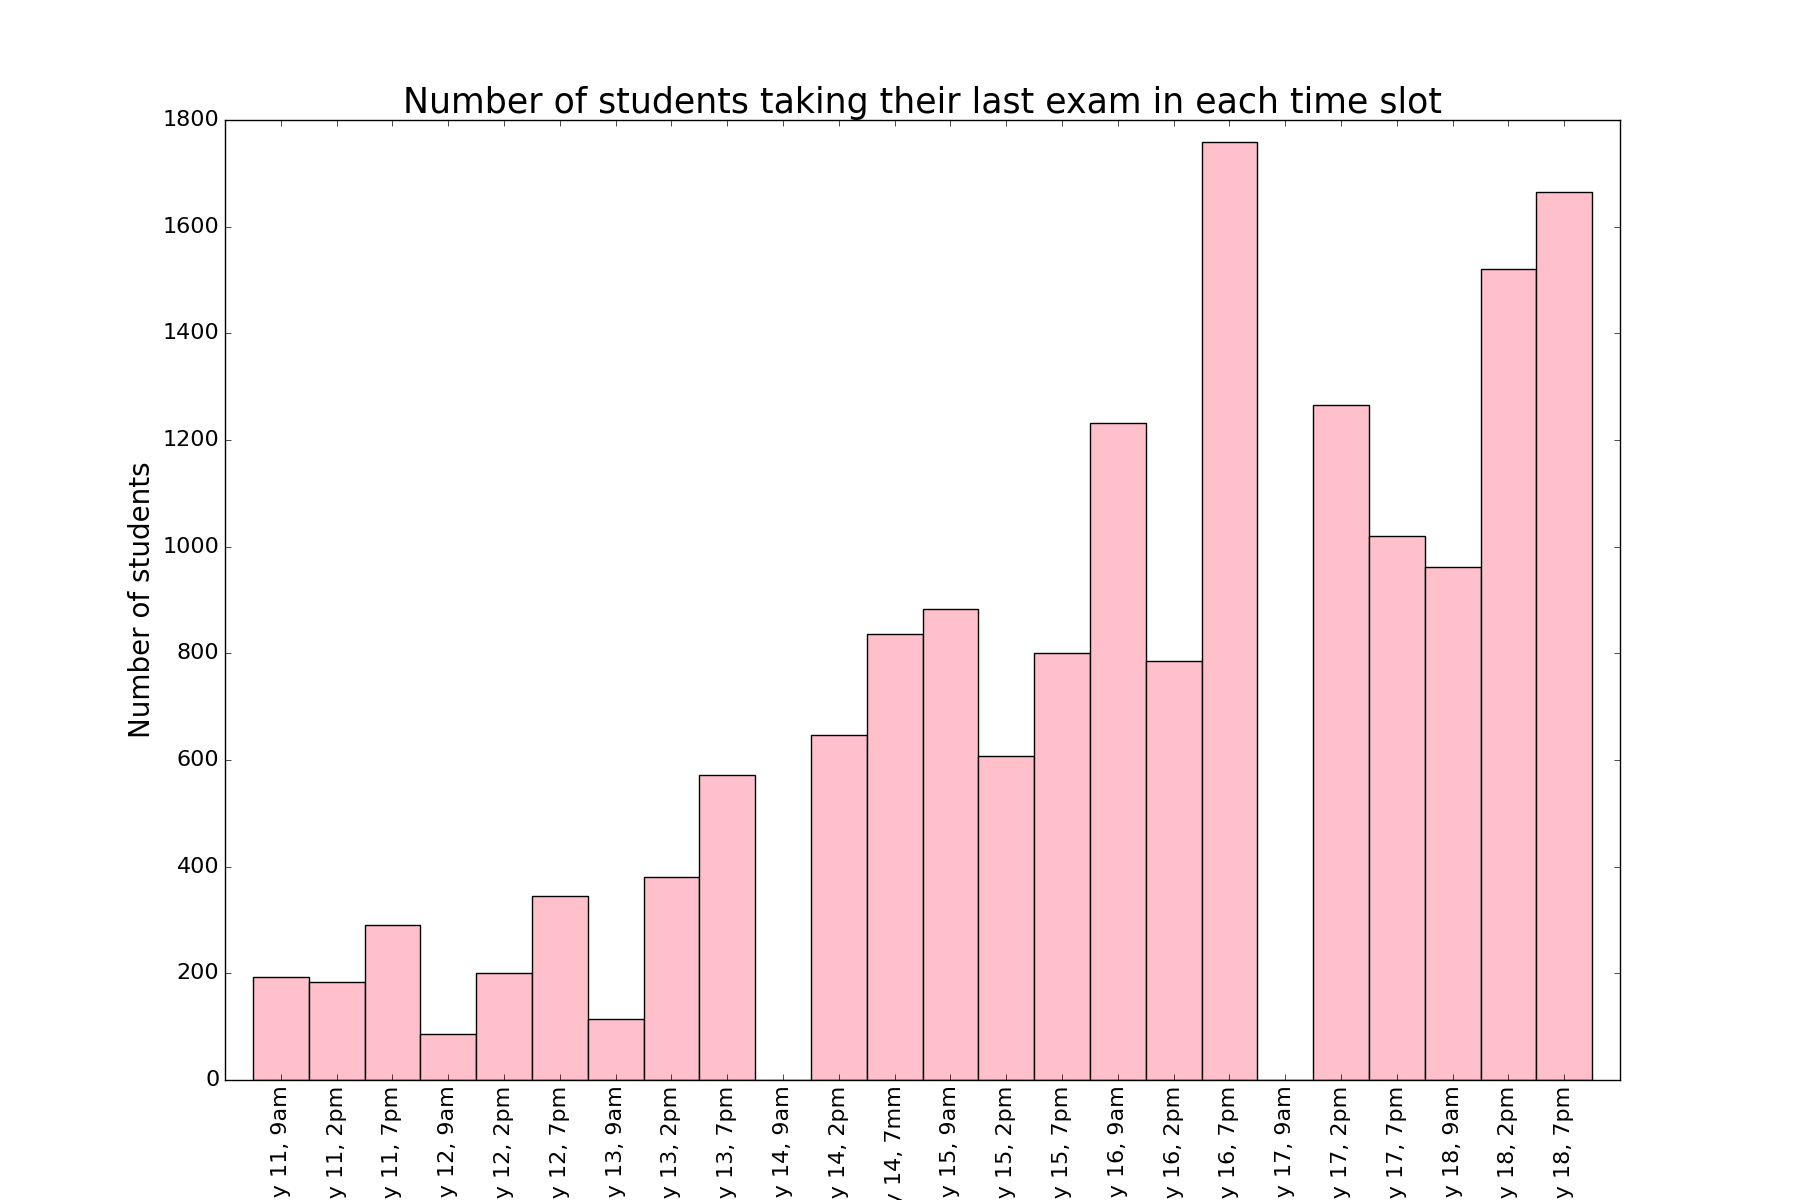 Number of students taking their last exam in each time slot
Number of students
1800
1600
1400
1200
1000
800
600
400
200
0
y 11, 9am
y 11, 2pm
y 11, 7pm
y 12, 9am
y 12, 2pm
y 12, 7pm
y 13, 9am
y 13, 2pm
y 13, 7pm
y 14, 9am
y 14, 2pm
y 14, 7mm
y 15, 9am
y 15, 2pm
y 15, 7pm
y 16, 9am
y 16, 2pm
y 16, 7pm
y 17, 9am
y 17, 2pm
y 17, 7pm
y 18, 9am
y 18, 2pm
y 18, 7pm